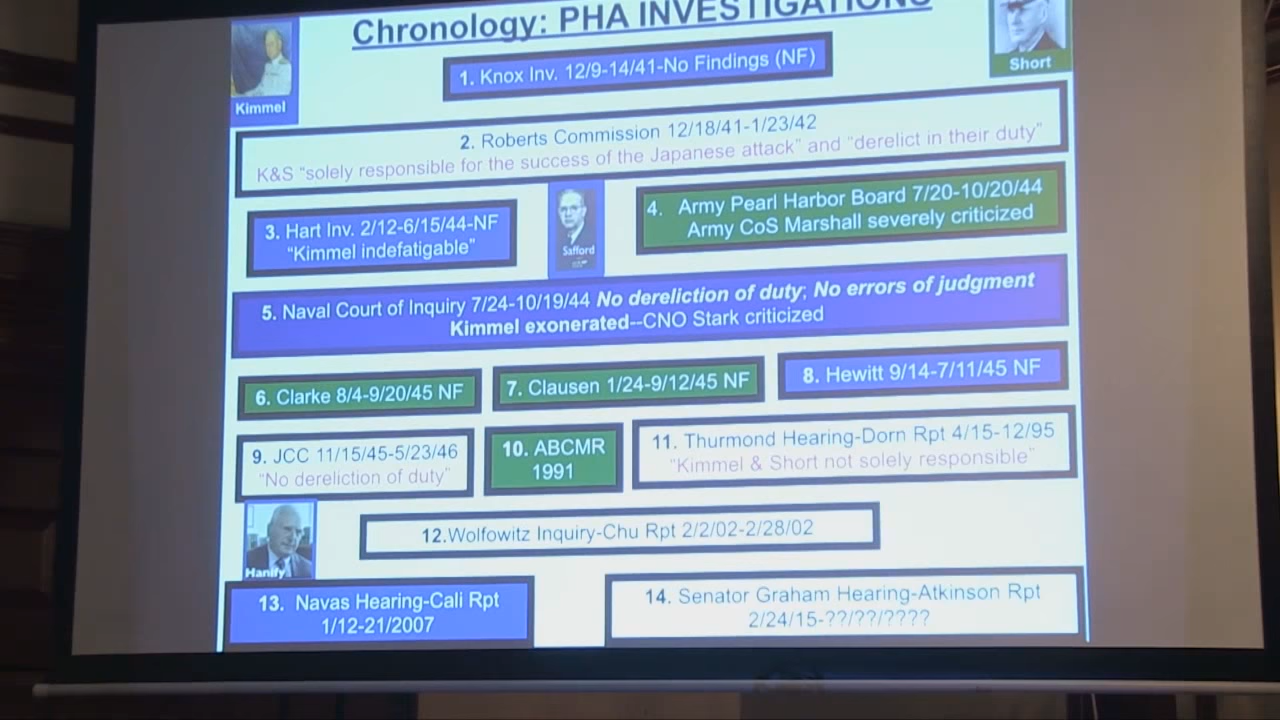 Chronology: PHA INVESTIGATIONS
Kimmel
Short
1. Knox Inv. 12/9-14/41-No Findings (NF)
2. Roberts Commission 12/18/41-1/23/42
K&S “solely responsible for the success of the Japanese attack” and “derelict in their duty”
3. Hart Inv. 2/12-6/15/44-NF
“Kimmel indefatigable”
Safford
4. Army Pearl Harbor Board 7/20-10/20/44
Army CoS Marshall severely criticized
5. Naval Court of Inquiry 7/24-10/19/44 No dereliction of duty; No errors of judgment
Kimmel exonerated--CNO Stark criticized
6. Clarke 8/4-9/20/45 NF
7. Clausen 1/24-9/12/45 NF
8. Hewitt 9/14-7/11/45 NF
9. JCC 11/15/45-5/23/46
“No dereliction of duty”
10. ABCMR
1991
11. Thurmond Hearing-Dorn Rpt 4/15-12/95
“Kimmel & Short not solely responsible”
Hanify
12.Wolfowitz Inquiry-Chu Rpt 2/2/02-2/28/02
13. Navas Hearing-Cali Rpt
1/12-21/2007
14. Senator Graham Hearing-Atkinson Rpt
2/24/15-??/??/????